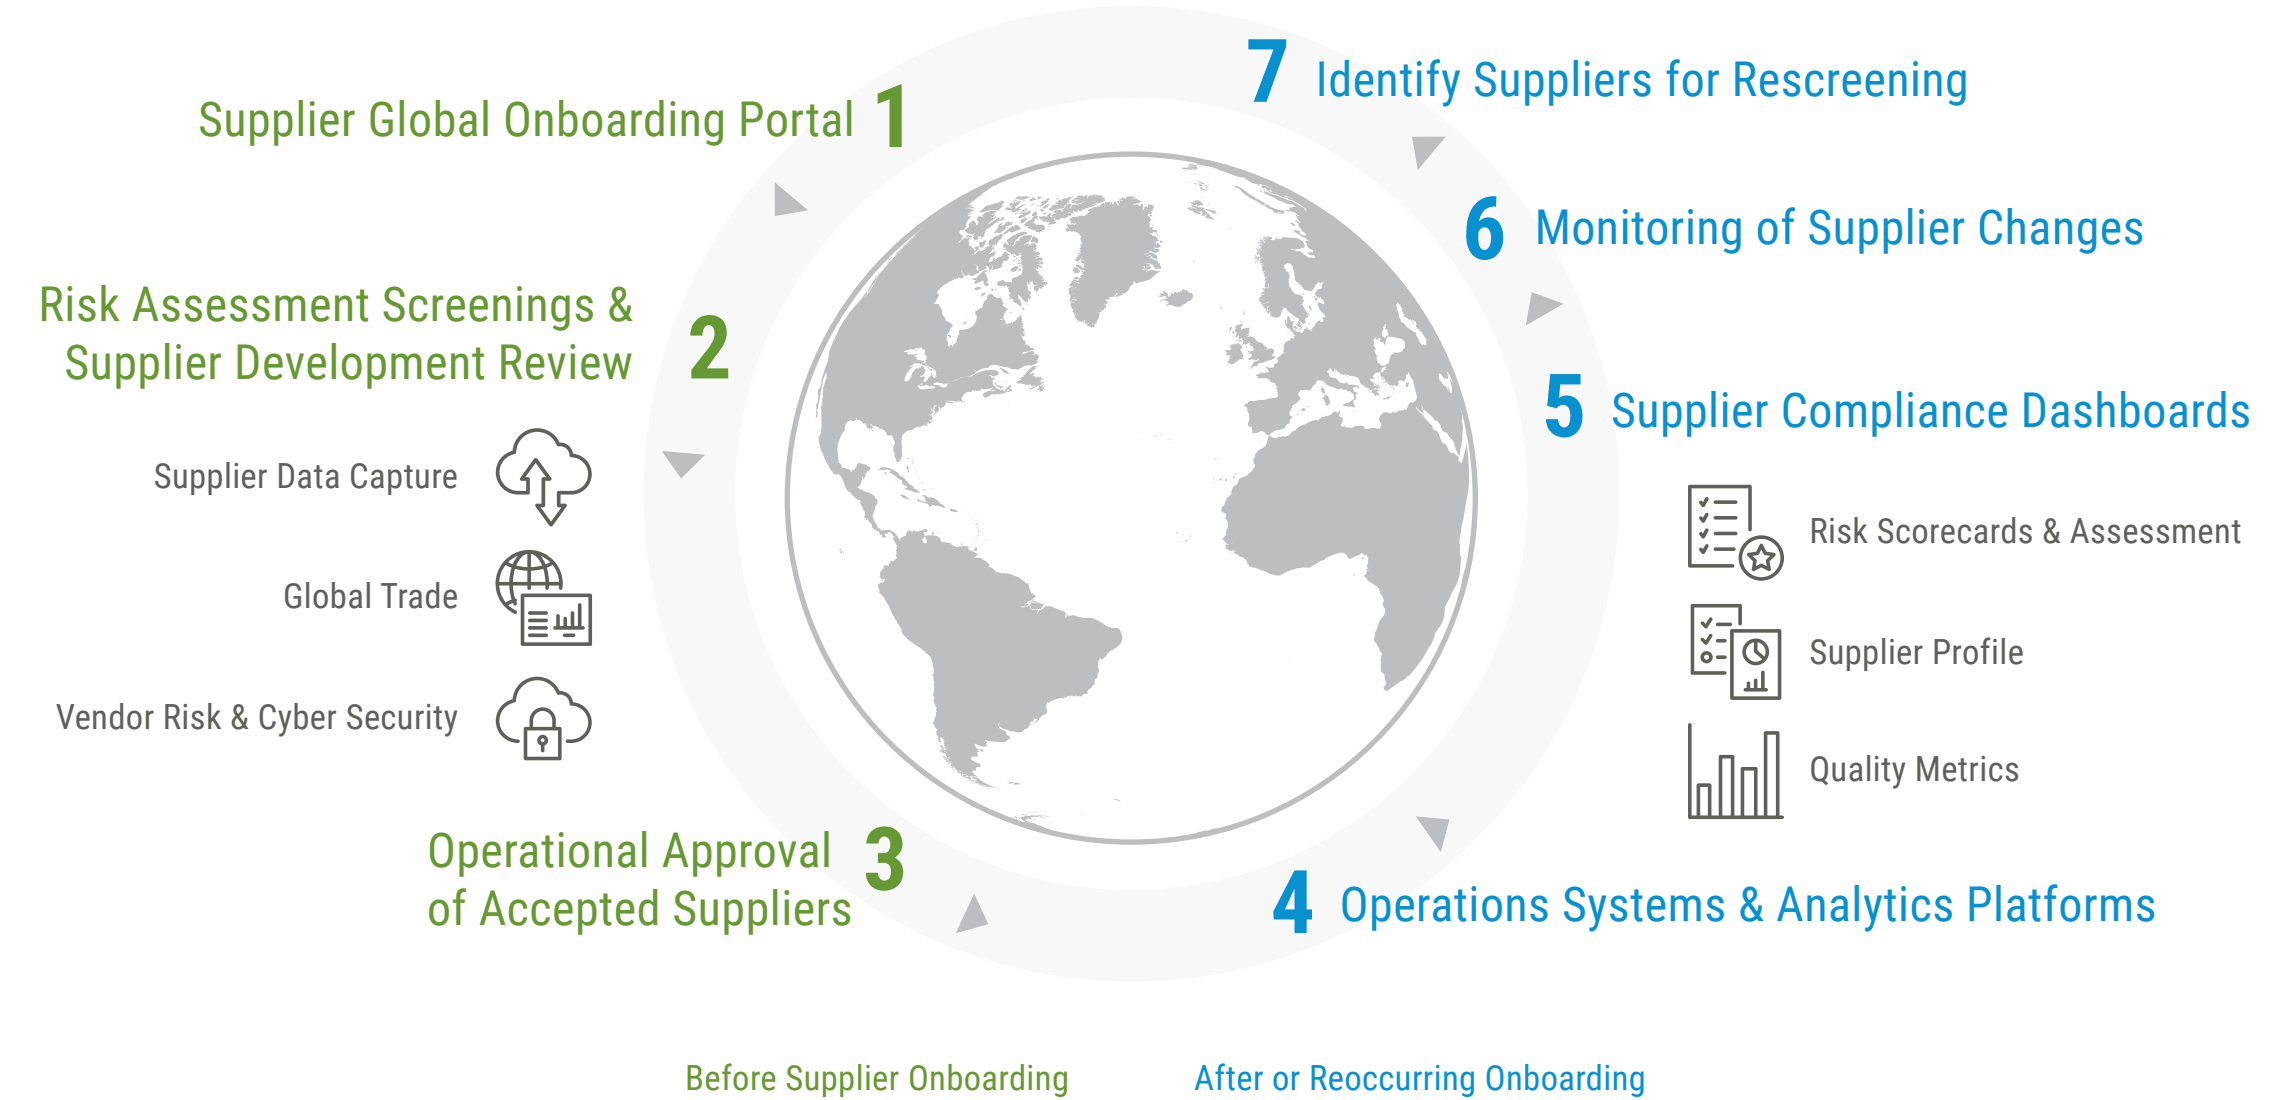 1
Supplier Global Onboarding Portal
2
Risk Assessment Screenings &
Supplier Development Review
Supplier Data Capture
Global Trade
Vendor Risk & Cyber Security
3
Operational Approval
of Accepted Suppliers
4
Operations Systems & Analytics Platforms
5
Supplier Compliance Dashboards
Risk Scorecards & Assessment
Supplier Profile
Quality Metrics
6
Monitoring of Supplier Changes
7
Identify Suppliers for Rescreening
Before Supplier Onboarding
After or Reoccurring Onboarding